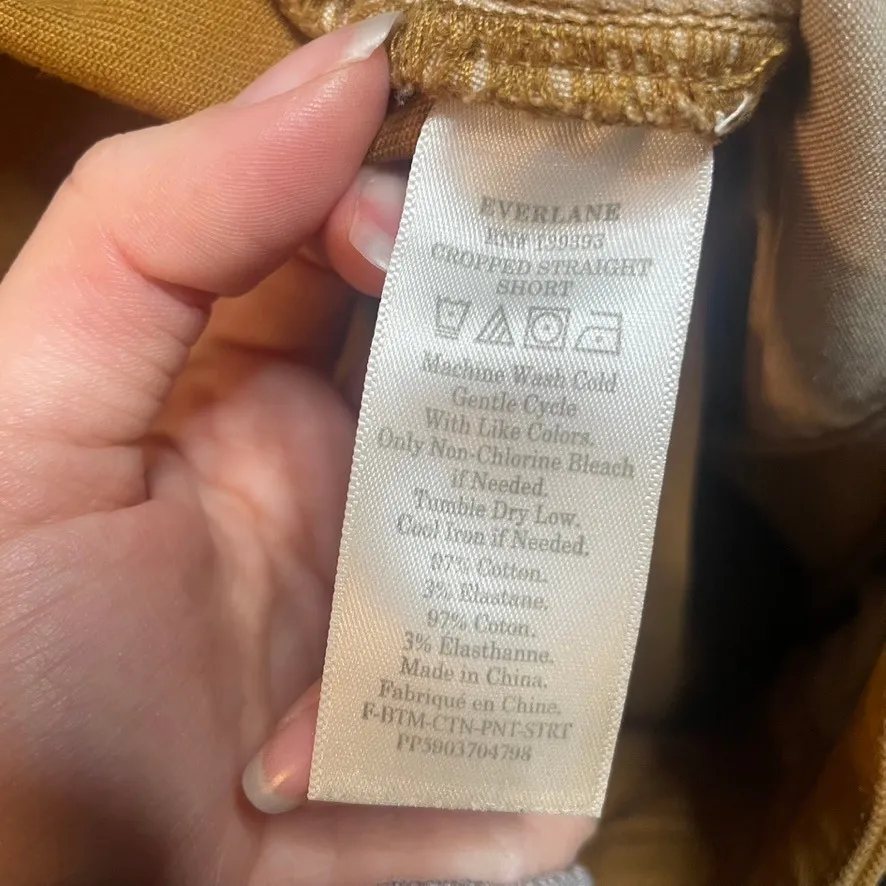 EVERLANE
RN# 139393
CROPPED STRAIGHT
SHORT
Machine Wash Cold
Gentle Cycle
With Like Colors.
Only Non-Chlorine Bleach
if Needed.
Tumble Dry Low.
Cool Iron if Needed.
97% Cotton.
3% Elastane.
97% Coton.
3% Elasthanne.
Made in China.
Fabriqué en Chine.
F-BTM-CTN-PNT-STRT
PP5903704798